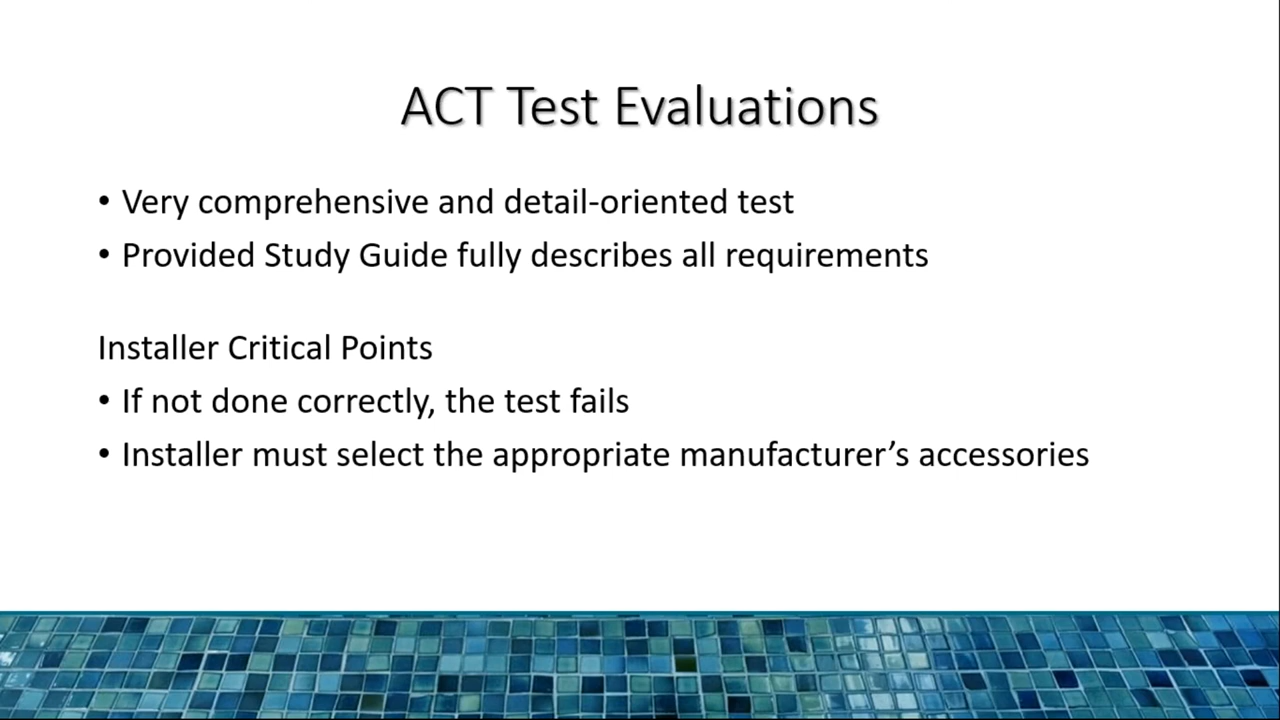 ACT Test Evaluations
• Very comprehensive and detail-oriented test
• Provided Study Guide fully describes all requirements
Installer Critical Points
• If not done correctly, the test fails
• Installer must select the appropriate manufacturer’s accessories